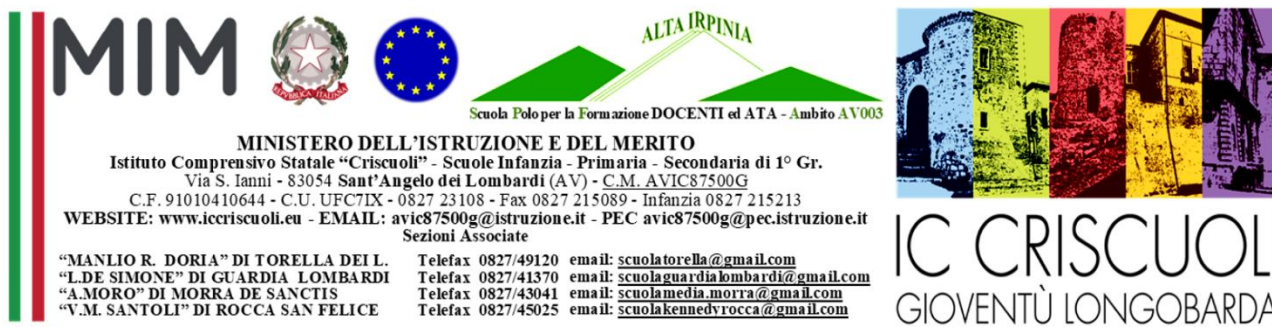 MIM
REPVBBLICA ITALIANA
ALTA IRPINIA
Scuola Polo per la Formazione DOCENTI ed ATA - Ambito AV003
MINISTERO DELL'ISTRUZIONE E DEL MERITO
Istituto Comprensivo Statale “Criscuoli” - Scuole Infanzia - Primaria - Secondaria di 1° Gr.
Via S. Ianni - 83054 Sant'Angelo dei Lombardi (AV) - C.M. AVIC87500G
C.F. 91010410644 - C.U. UFC7IX - 0827 23108 - Fax 0827 215089 - Infanzia 0827 215213
WEBSITE: www.iccriscuoli.eu - EMAIL: avic87500g@istruzione.it - PEC avic87500g@pec.istruzione.it
Sezioni Associate
“MANLIO R. DORIA” DI TORELLA DEI L. Telefax 0827/49120 email: scuolatorella@gmail.com
“L.DE SIMONE” DI GUARDIA LOMBARDI Telefax 0827/41370 email: scuolaguardialombardi@gmail.com
“A.MORO” DI MORRA DE SANCTIS Telefax 0827/43041 email: scuolamedia.morra@gmail.com
“V.M. SANTOLI” DI ROCCA SAN FELICE Telefax 0827/45025 email: scuolakennedyrocca@gmail.com
IC CRISCUOL
GIOVENTÙ LONGOBARDA